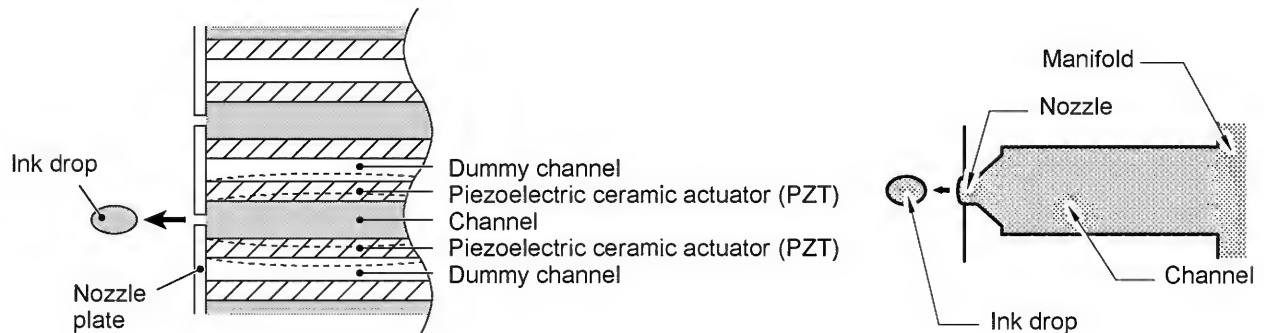 Ink drop
Nozzle
plate
Dummy channel
Piezoelectric ceramic actuator (PZT)
Channel
Piezoelectric ceramic actuator (PZT)
Dummy channel
Manifold
Nozzle
Channel
Ink drop